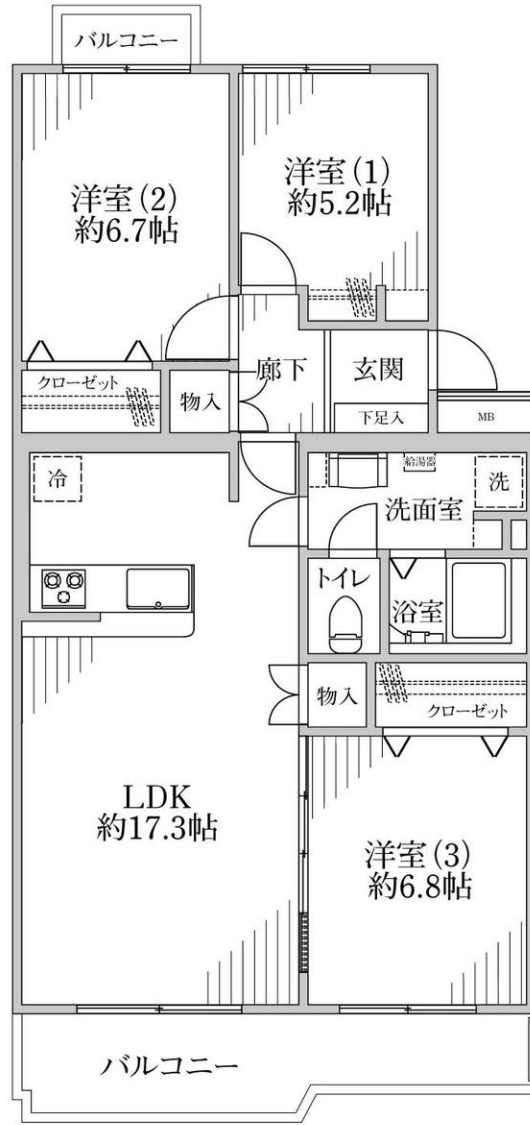 バルコニー
洋室(2)
約6.7帖
洋室(1)
約5.2帖
クローゼット
物入
廊下
玄関
下足入
MB
冷
給湯器
洗
洗面室
トイレ
浴室
物入
クローゼット
LDK
約17.3帖
洋室(3)
約6.8帖
バルコニー